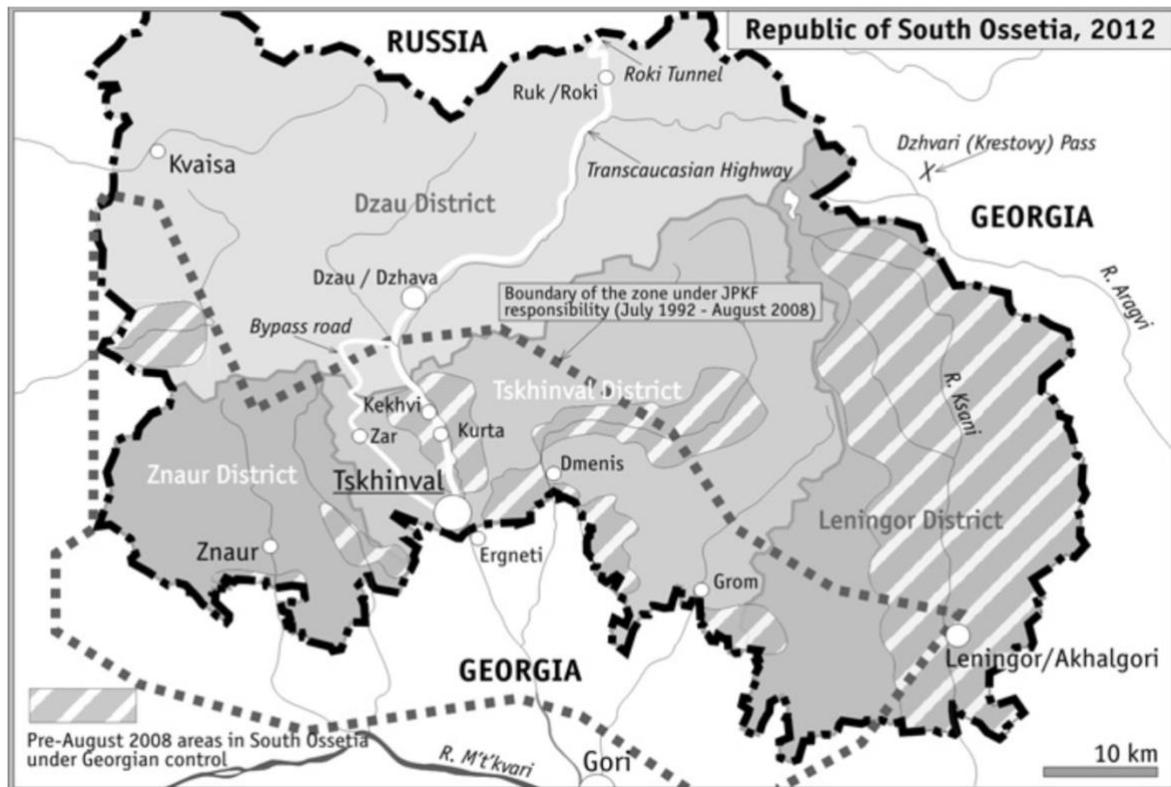 Republic of South Ossetia, 2012
RUSSIA
Roki Tunnel
Ruk /Roki
Dzhvari (Krestovy) Pass
Kvaisa
Transcaucasian Highway
Dzau District
GEORGIA
R. Aragvi
Dzau / Dzhava
Boundary of the zone under JPKF
responsibility (July 1992 - August 2008)
Bypass road
Tskhinval District
R. Ksani
Kekhvi
Kurta
Zar
Znaur District
Tskhinval
Dmenis
Leningor District
Znaur
Ergneti
Grom
GEORGIA
Leningor/Akhalgori
Pre-August 2008 areas in South Ossetia
under Georgian control
R. M't'kvari
Gori
10 km